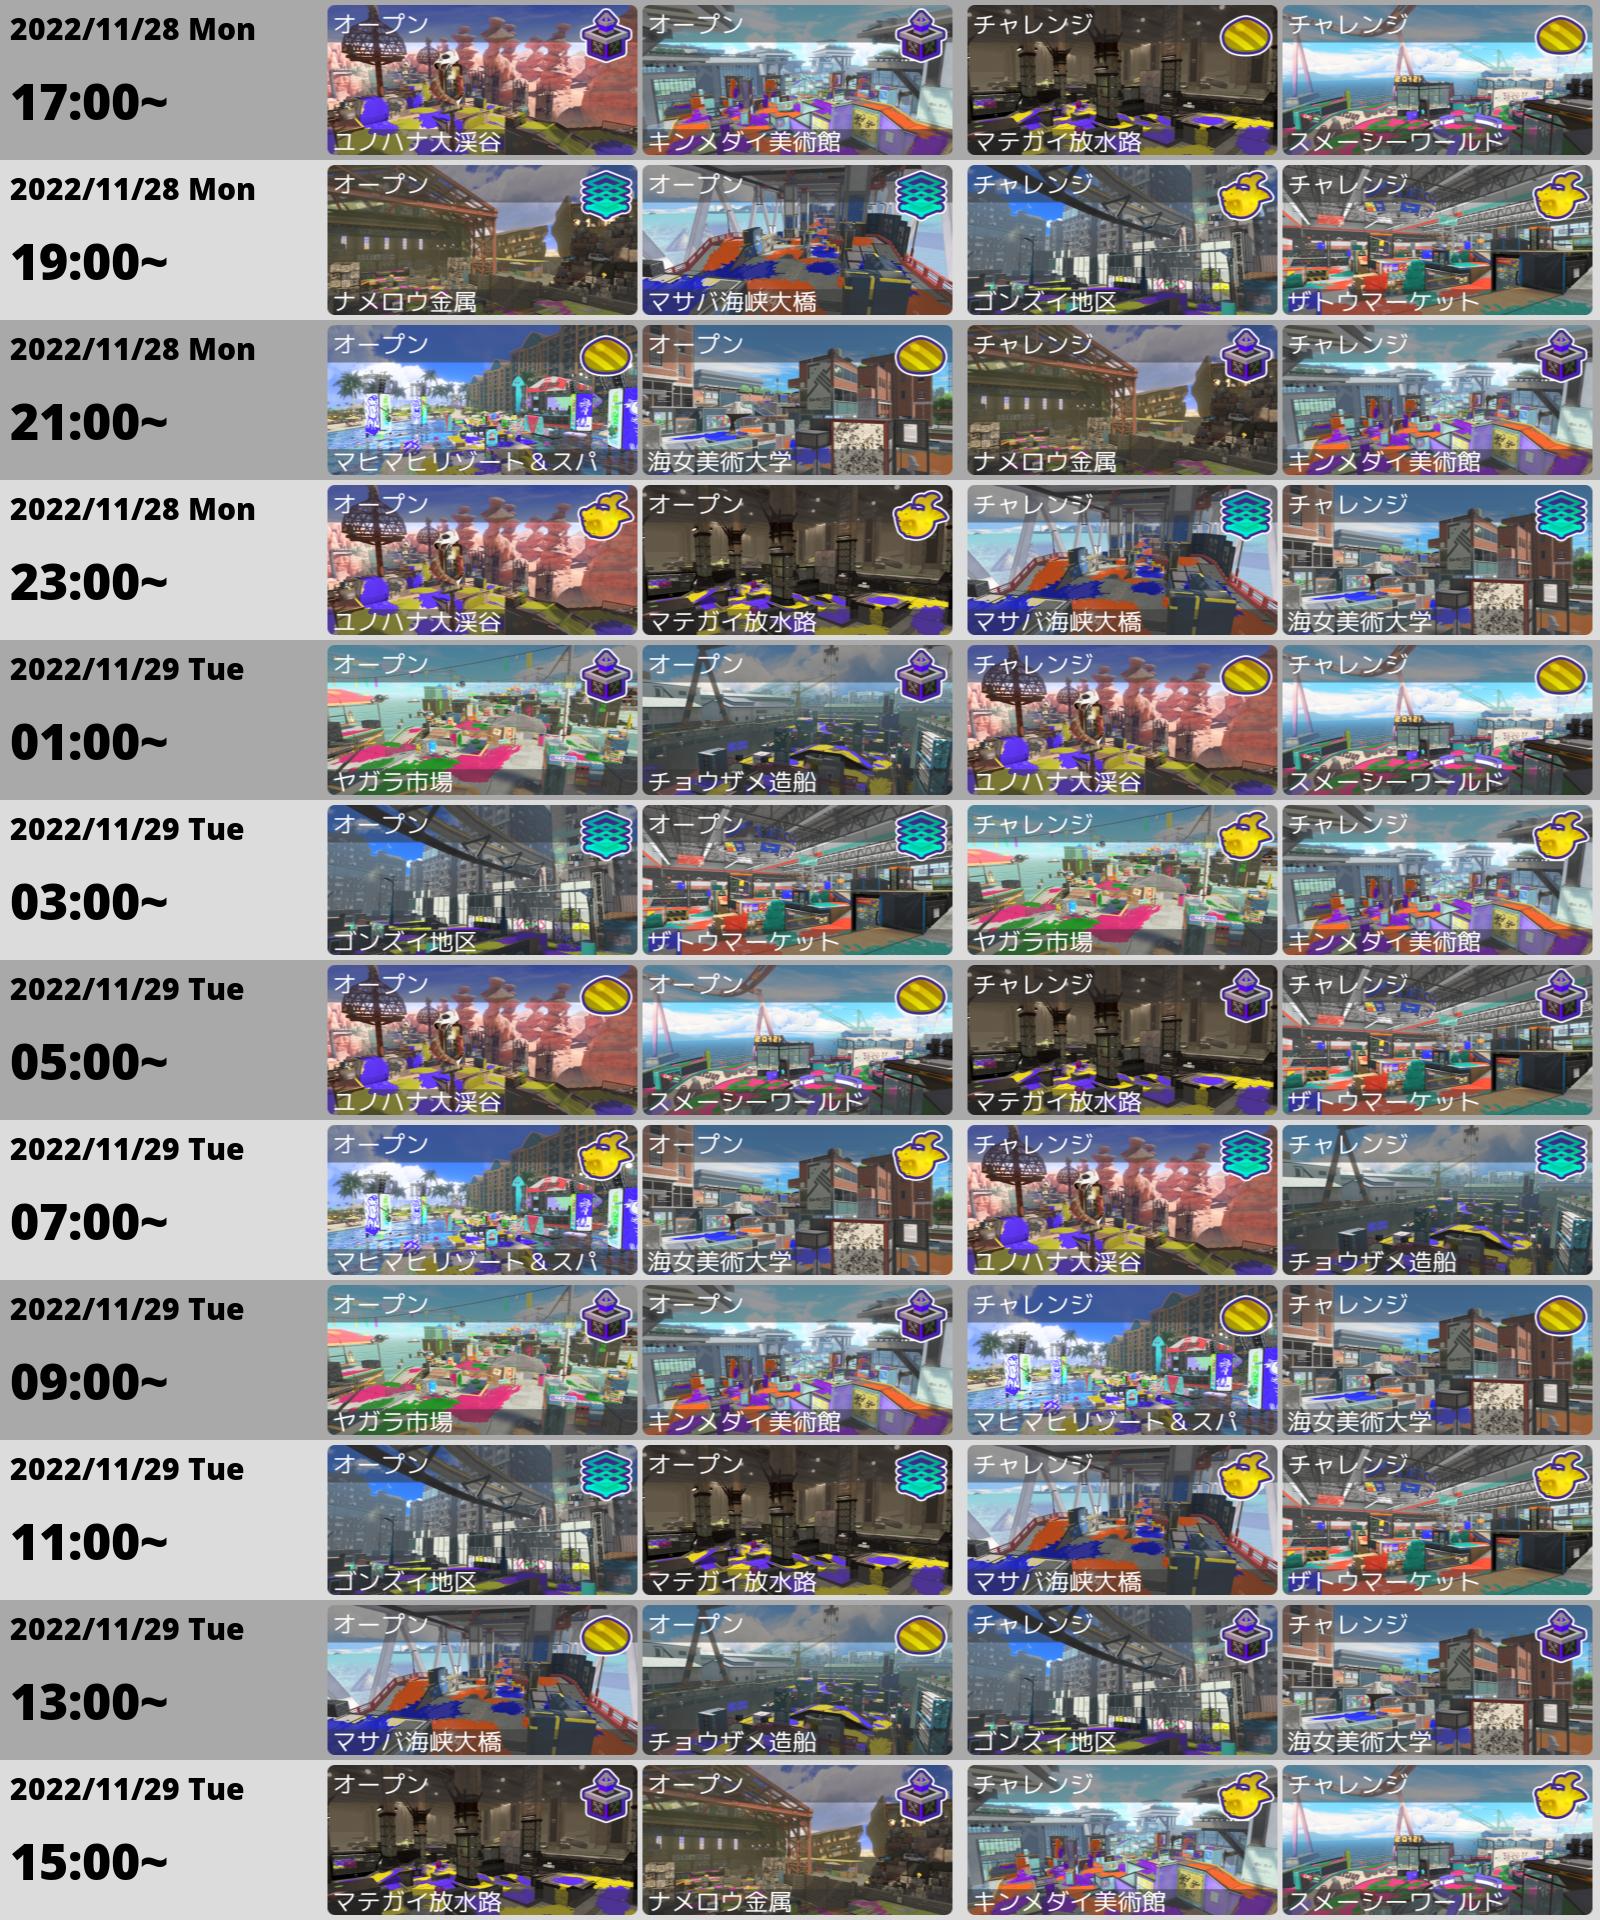 2022/11/28 Mon
17:00~
オープン
ユノハナ大渓谷
オープン
キンメダイ美術館
チャレンジ
マテガイ放水路
チャレンジ
スメーシーワールド
2022/11/28 Mon
19:00~
オープン
ナメロウ金属
オープン
マサバ海峡大橋
チャレンジ
ゴンズイ地区
チャレンジ
ザトウマーケット
2022/11/28 Mon
21:00~
オープン
マヒマヒリゾート＆スパ
オープン
海女美術大学
チャレンジ
ナメロウ金属
チャレンジ
キンメダイ美術館
2022/11/28 Mon
23:00~
オープン
ユノハナ大渓谷
オープン
マテガイ放水路
チャレンジ
マサバ海峡大橋
チャレンジ
海女美術大学
2022/11/29 Tue
01:00~
オープン
ヤガラ市場
オープン
チョウザメ造船
チャレンジ
ユノハナ大渓谷
チャレンジ
スメーシーワールド
2022/11/29 Tue
03:00~
オープン
ゴンズイ地区
オープン
ザトウマーケット
チャレンジ
ヤガラ市場
チャレンジ
キンメダイ美術館
2022/11/29 Tue
05:00~
オープン
ユノハナ大渓谷
オープン
スメーシーワールド
チャレンジ
マテガイ放水路
チャレンジ
ザトウマーケット
2022/11/29 Tue
07:00~
オープン
マヒマヒリゾート＆スパ
オープン
海女美術大学
チャレンジ
ユノハナ大渓谷
チャレンジ
チョウザメ造船
2022/11/29 Tue
09:00~
オープン
ヤガラ市場
オープン
キンメダイ美術館
チャレンジ
マヒマヒリゾート＆スパ
チャレンジ
海女美術大学
2022/11/29 Tue
11:00~
オープン
ゴンズイ地区
オープン
マテガイ放水路
チャレンジ
マサバ海峡大橋
チャレンジ
ザトウマーケット
2022/11/29 Tue
13:00~
オープン
マサバ海峡大橋
オープン
チョウザメ造船
チャレンジ
ゴンズイ地区
チャレンジ
海女美術大学
2022/11/29 Tue
15:00~
オープン
マテガイ放水路
オープン
ナメロウ金属
チャレンジ
キンメダイ美術館
チャレンジ
スメーシーワールド